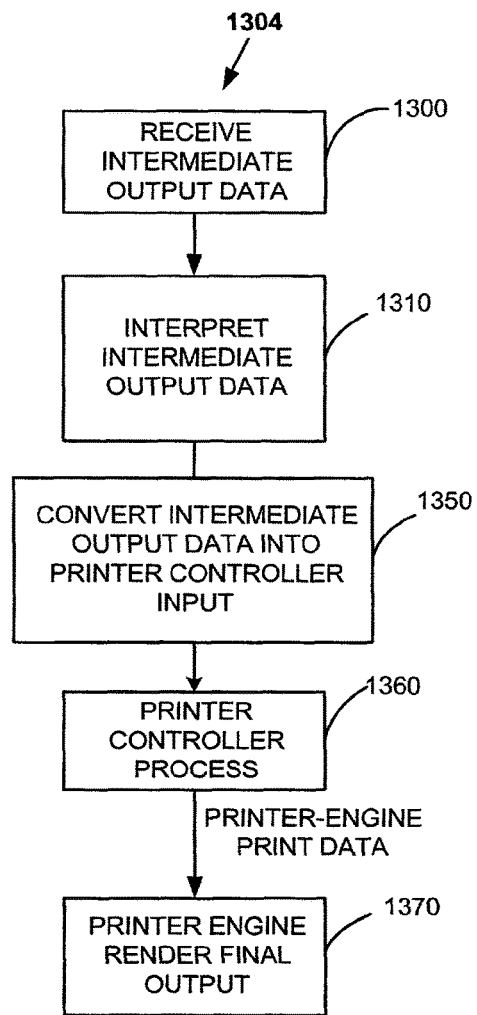 1304
RECEIVE
INTERMEDIATE
OUTPUT DATA
1300
INTERPRET
INTERMEDIATE
OUTPUT DATA
1310
CONVERT INTERMEDIATE
OUTPUT DATA INTO
PRINTER CONTROLLER
INPUT
1350
PRINTER
CONTROLLER
PROCESS
1360
PRINTER-ENGINE
PRINT DATA
PRINTER ENGINE
RENDER FINAL
OUTPUT
1370